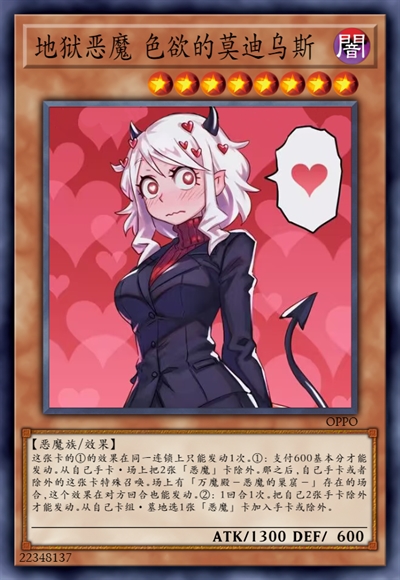 地狱恶魔 色欲的莫迪乌斯
闇
OPPO
【恶魔族/效果】
这张卡的①的效果在同一连锁上只能发动1次。①：支付600基本分才能
发动。从自己手卡·场上把2张「恶魔」卡除外。那之后，自己手卡或者
除外的这张卡特殊召唤。场上有「万魔殿－恶魔的巢窟－」存在的场
合，这个效果在对方回合也能发动。②：1回合1次。把自己2张手卡除外
才能发动。从自己卡组·墓地选1张「恶魔」卡加入手卡或除外。
ATK/1300 DEF/ 600
22348137